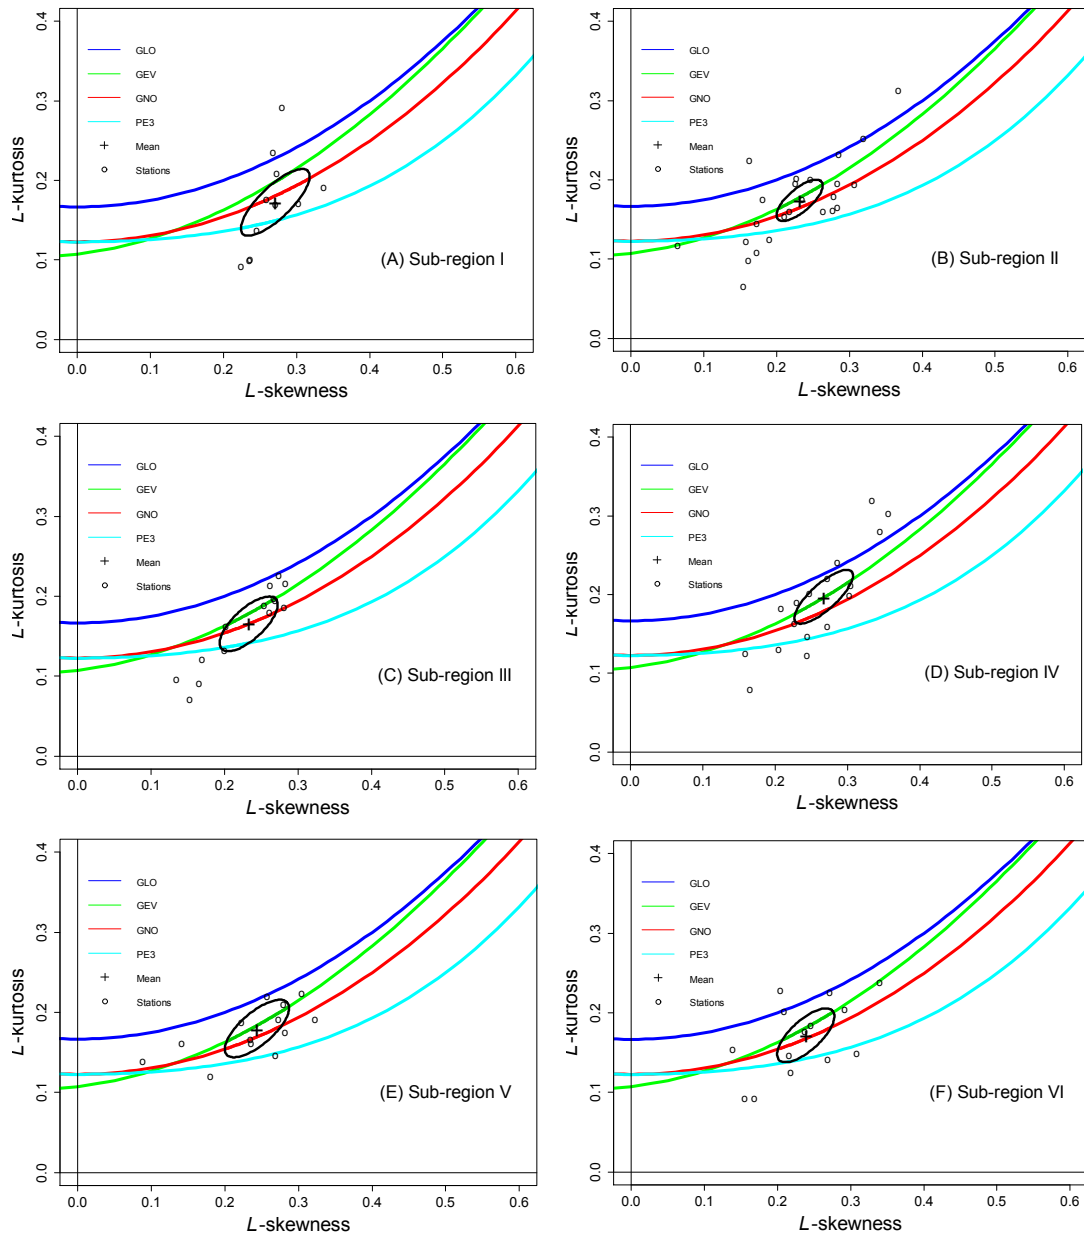 0.4
0.3
0.2
0.1
0.0
L-kurtosis
GLO
GEV
GNO
PE3
Mean
Stations
(A) Sub-region I
0.0 0.1 0.2 0.3 0.4 0.5 0.6
L-skewness
0.4
0.3
0.2
0.1
0.0
L-kurtosis
GLO
GEV
GNO
PE3
Mean
Stations
(B) Sub-region II
0.0 0.1 0.2 0.3 0.4 0.5 0.6
L-skewness
0.4
0.3
0.2
0.1
0.0
L-kurtosis
GLO
GEV
GNO
PE3
Mean
Stations
(C) Sub-region III
0.0 0.1 0.2 0.3 0.4 0.5 0.6
L-skewness
0.4
0.3
0.2
0.1
0.0
L-kurtosis
GLO
GEV
GNO
PE3
Mean
Stations
(D) Sub-region IV
0.0 0.1 0.2 0.3 0.4 0.5 0.6
L-skewness
0.4
0.3
0.2
0.1
0.0
L-kurtosis
GLO
GEV
GNO
PE3
Mean
Stations
(E) Sub-region V
0.0 0.1 0.2 0.3 0.4 0.5 0.6
L-skewness
0.4
0.3
0.2
0.1
0.0
L-kurtosis
GLO
GEV
GNO
PE3
Mean
Stations
(F) Sub-region VI
0.0 0.1 0.2 0.3 0.4 0.5 0.6
L-skewness